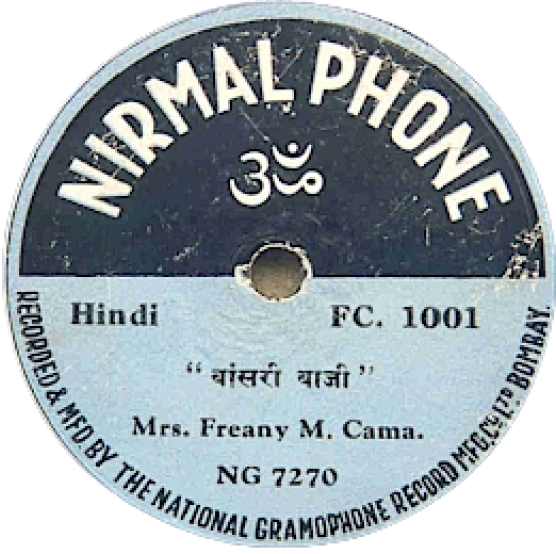 NIRMAL PHONE
ॐ
Hindi FC. 1001
“बांसरी बाजी”
Mrs. Freany M. Cama.
NG 7270
RECORDED & MFD. BY THE NATIONAL GRAMOPHONE RECORD MFG. CO. LTD BOMBAY.